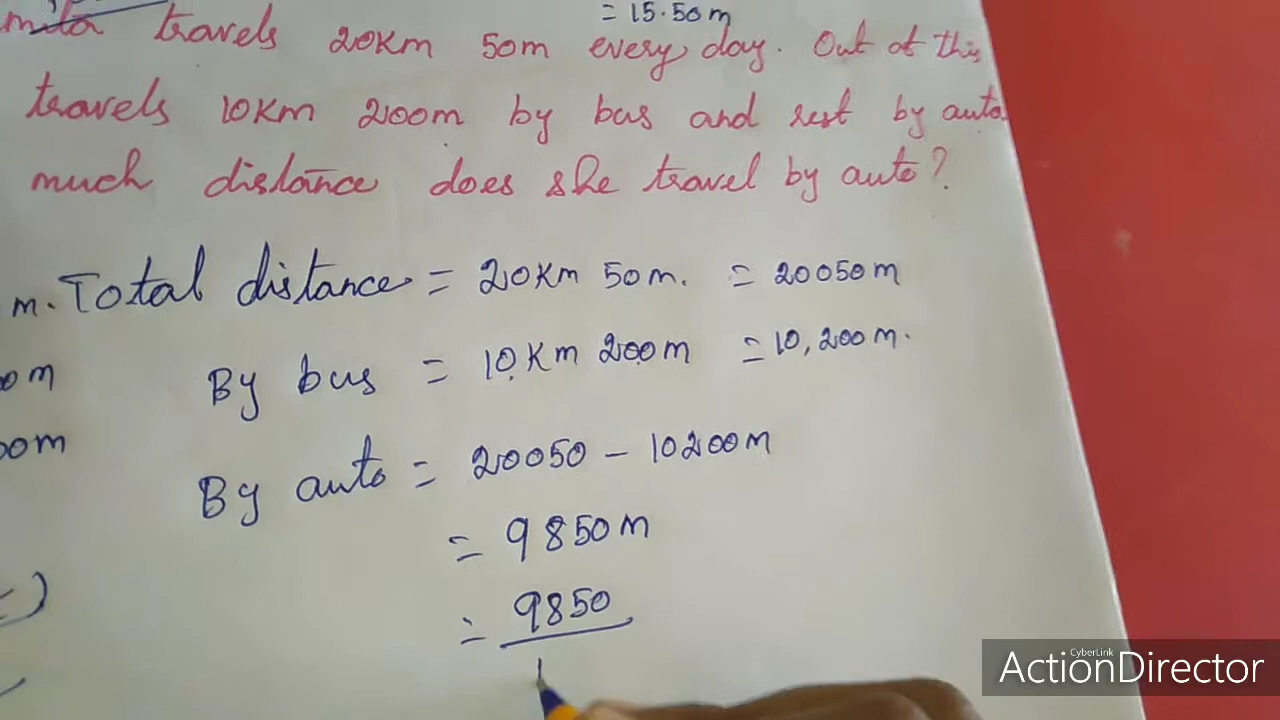 = 15.50m
travels 20km 50m every day. Out of this
travels 10km 200m by bus and rest by auto.
much distance does she travel by auto?
m. Total distance = 20km 50m. = 20050m
By bus = 10km 200m = 10,200m.
By auto = 20050 - 10200m
= 9850m
= 9850
CyberLink
ActionDirector